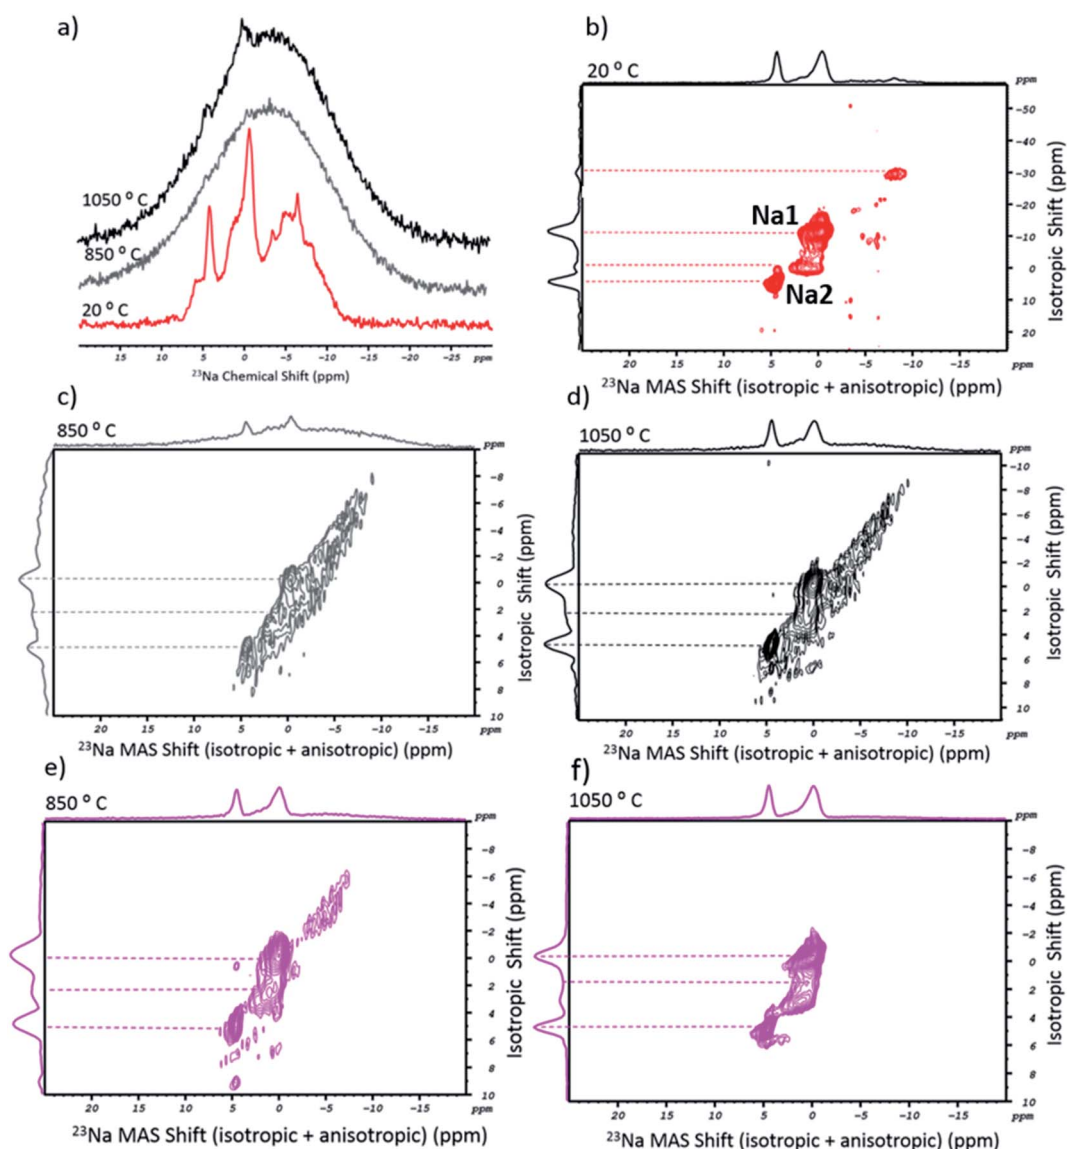 a)
1050 ° C
850 ° C
20 ° C
15 10 5 0 -5 -10 -15 -20 -25 ppm
²³Na Chemical Shift (ppm)
b)
20 ° C
ppm
-50
-40
-30
-20
-10
0
10
20
Na1
Na2
Isotropic Shift (ppm)
20 15 10 5 0 -5 -10 -15 ppm
²³Na MAS Shift (isotropic + anisotropic) (ppm)
c)
850 ° C
ppm
-8
-6
-4
-2
0
2
4
6
8
10
Isotropic Shift (ppm)
20 15 10 5 0 -5 -10 -15 ppm
²³Na MAS Shift (isotropic + anisotropic) (ppm)
d)
1050 ° C
ppm
-10
-8
-6
-4
-2
0
2
4
6
8
10
Isotropic Shift (ppm)
20 15 10 5 0 -5 -10 -15 ppm
²³Na MAS Shift (isotropic + anisotropic) (ppm)
e)
850 ° C
ppm
-8
-6
-4
-2
0
2
4
6
8
10
Isotropic Shift (ppm)
20 15 10 5 0 -5 -10 -15 ppm
²³Na MAS Shift (isotropic + anisotropic) (ppm)
f)
1050 ° C
ppm
-8
-6
-4
-2
0
2
4
6
8
10
Isotropic Shift (ppm)
20 15 10 5 0 -5 -10 -15 ppm
²³Na MAS Shift (isotropic + anisotropic) (ppm)